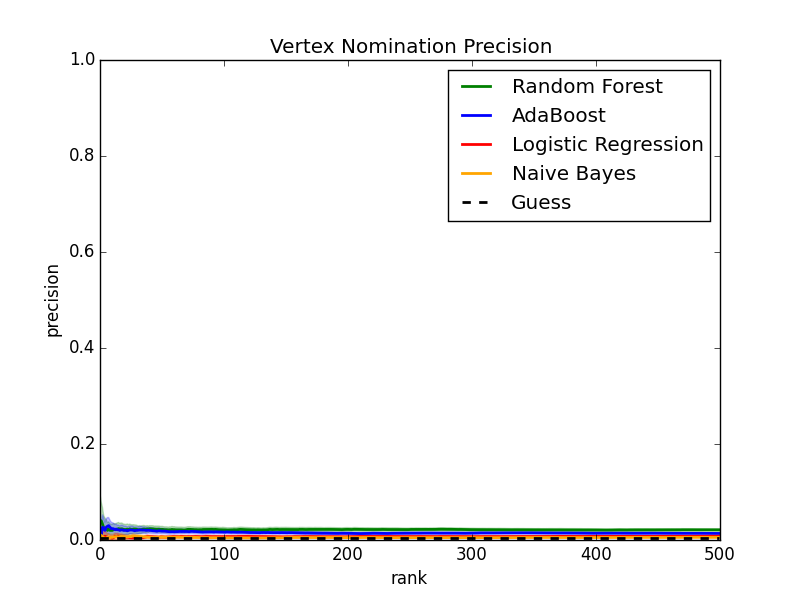 Vertex Nomination Precision
1.0
0.8
0.6
0.4
0.2
0.0
precision
Random Forest
AdaBoost
Logistic Regression
Naive Bayes
Guess
0 100 200 300 400 500
rank